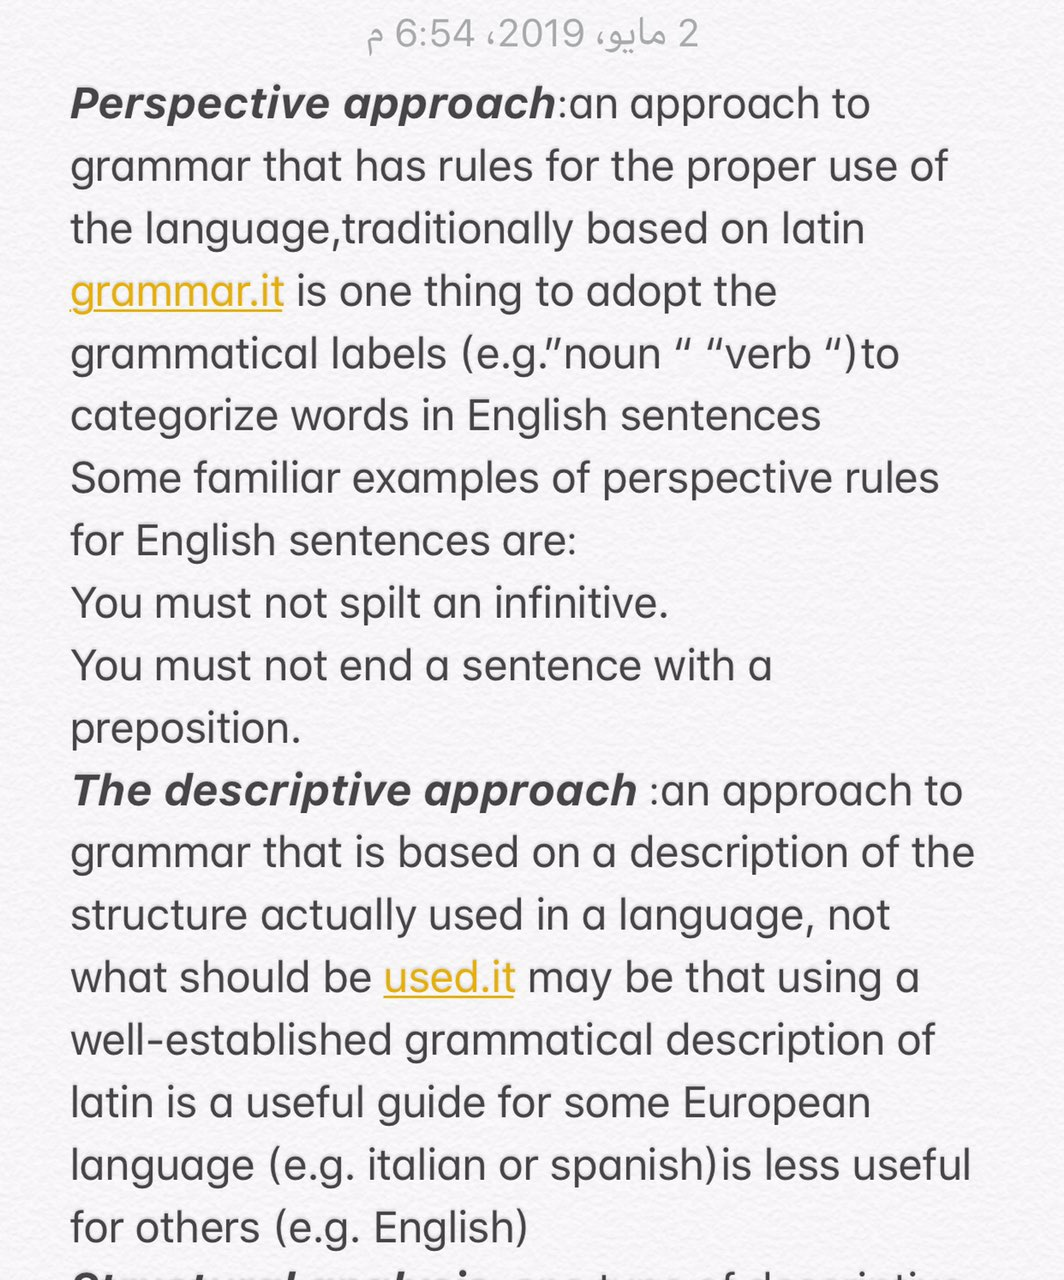 2 مايو، 2019، 6:54 م
Perspective approach:an approach to
grammar that has rules for the proper use of
the language,traditionally based on latin
grammar.it is one thing to adopt the
grammatical labels (e.g.”noun “ “verb “)to
categorize words in English sentences
Some familiar examples of perspective rules
for English sentences are:
You must not spilt an infinitive.
You must not end a sentence with a
preposition.
The descriptive approach :an approach to
grammar that is based on a description of the
structure actually used in a language, not
what should be used.it may be that using a
well-established grammatical description of
latin is a useful guide for some European
language (e.g. italian or spanish)is less useful
for others (e.g. English)